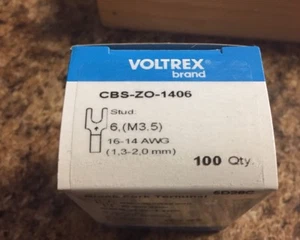 VOLTREX
brand
CBS-ZO-1406
Stud:
6,(M3.5)
16-14 AWG
(1,3-2,0 mm)
100 Qty.